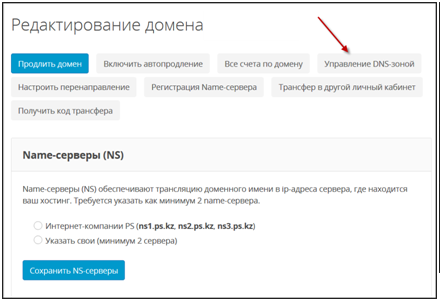 Редактирование домена
Продлить домен Включить автопродление Все счета по домену Управление DNS-зоной
Настроить перенаправление Регистрация Name-сервера Трансфер в другой личный кабинет
Получить код трансфера
Name-серверы (NS)
Name-серверы (NS) обеспечивают трансляцию доменного имени в ip-адреса сервера, где находится
ваш хостинг. Требуется указать как минимум 2 name-сервера.
Интернет-компании PS (ns1.ps.kz, ns2.ps.kz, ns3.ps.kz)
Указать свои (минимум 2 сервера)
Сохранить NS-серверы